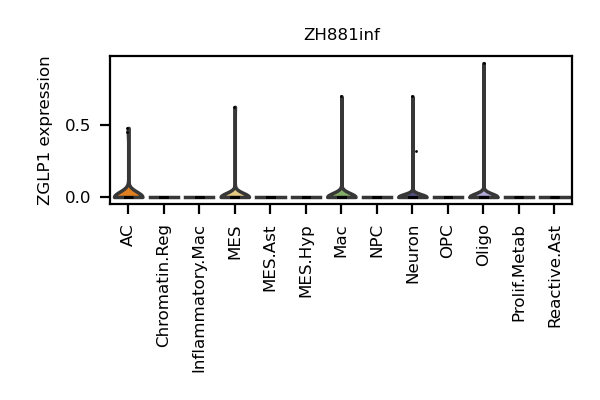 ZH881inf
ZGLP1 expression
0.5
0.0
AC
Chromatin.Reg
Inflammatory.Mac
MES
MES.Ast
MES.Hyp
Mac
NPC
Neuron
OPC
Oligo
Prolif.Metab
Reactive.Ast